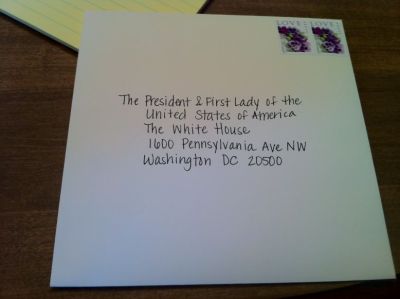 LOVE
LOVE
The President & First Lady of the
United States of America
The White House
1600 Pennsylvania Ave NW
Washington DC 20500